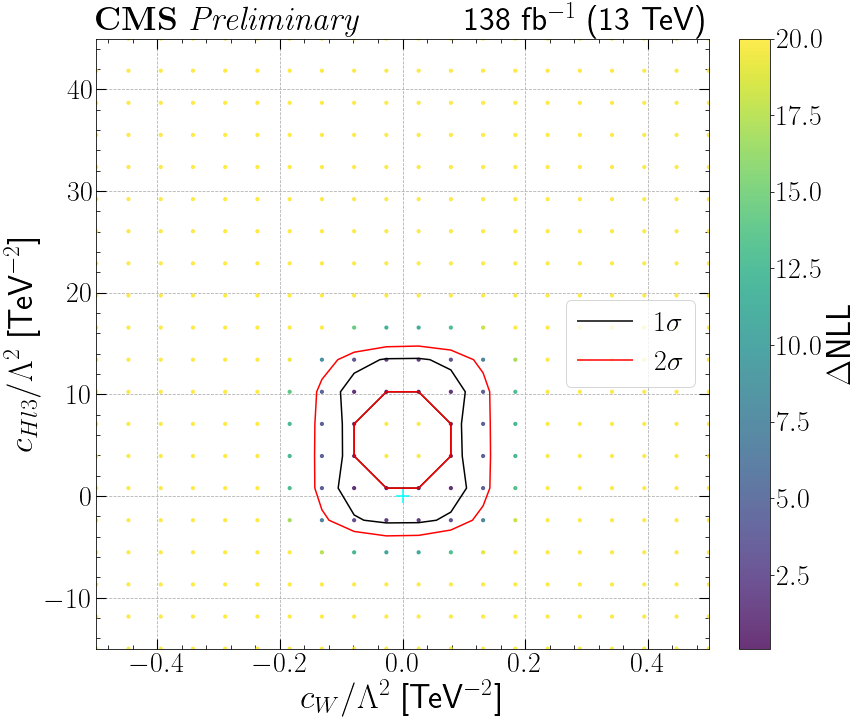 CMS Preliminary 138 fb⁻¹ (13 TeV)
20.0
17.5
15.0
12.5
10.0
7.5
5.0
2.5
ΔNLL
40
30
20
10
0
−10
c_{Hl3}/Λ² [TeV⁻²]
1σ
2σ
−0.4 −0.2 0.0 0.2 0.4
c_W/Λ² [TeV⁻²]